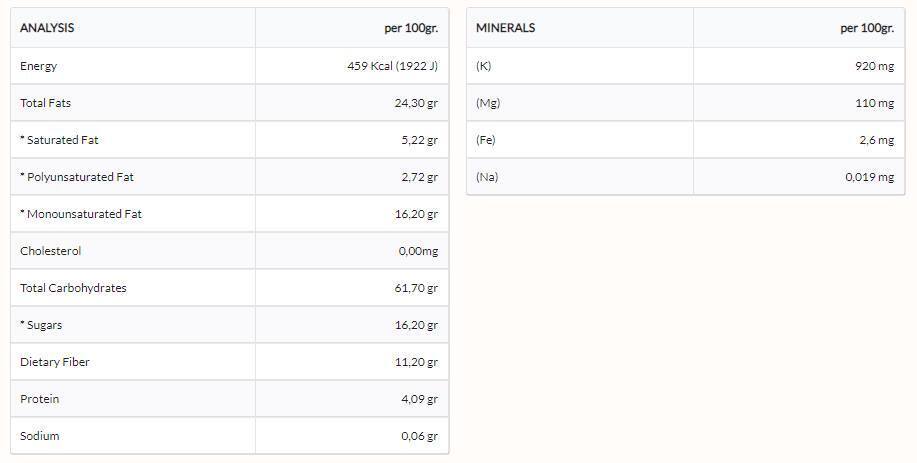 ANALYSIS per 100gr.
Energy 459 Kcal (1922 J)
Total Fats 24,30 gr
* Saturated Fat 5,22 gr
* Polyunsaturated Fat 2,72 gr
* Monounsaturated Fat 16,20 gr
Cholesterol 0,00mg
Total Carbohydrates 61,70 gr
* Sugars 16,20 gr
Dietary Fiber 11,20 gr
Protein 4,09 gr
Sodium 0,06 gr
MINERALS per 100gr.
(K) 920 mg
(Mg) 110 mg
(Fe) 2,6 mg
(Na) 0,019 mg